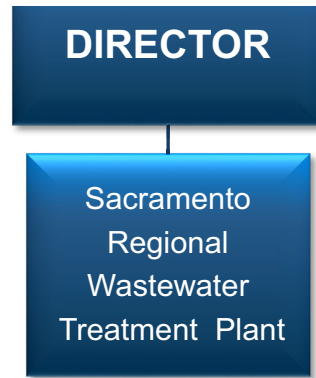 DIRECTOR
Sacramento
Regional
Wastewater
Treatment Plant